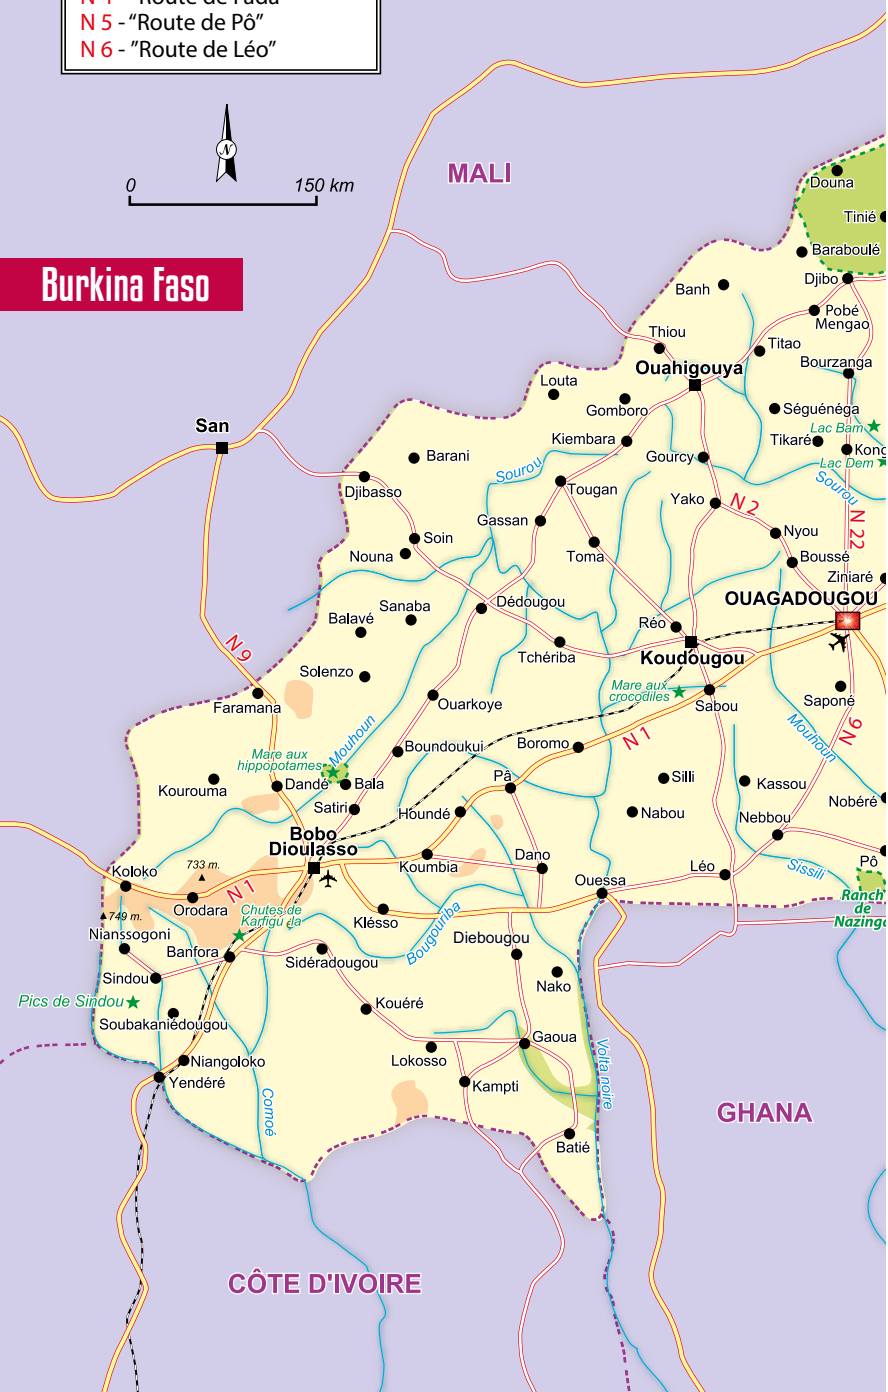 N 5 - “Route de Pô”
N 6 - ”Route de Léo”
N
0
150 km
MALI
Burkina Faso
Douna
Tinié
Baraboulé
Djibo
Banh
Pobé
Mengao
Thiou
Titao
Bourzanga
Ouahigouya
Louta
Gomboro
Séguénéga
Lac Bam
San
Kiembara
Tikaré
Kong
Barani
Sourou
Gourcy
Lac Dem
Sourou
Djibasso
Tougan
Yako
N 2
Gassan
N 22
Soin
Nyou
Nouna
Toma
Boussé
Ziniaré
OUAGADOUGOU
Sanaba
Dédougou
Balavé
Réo
N 9
Tchériba
Koudougou
Solenzo
Mare aux
crocodiles
Saponé
Faramana
Ouarkoye
Sabou
Mouhoun
Mouhoun
N 6
N 1
Mare aux
hippopotames
Boundoukui
Boromo
Kourouma
Dandé
Bala
Pâ
Silli
Kassou
Satiri
Houndé
Nabou
Nobéré
Nebbou
Bobo
Dioulasso
Koumbia
Dano
Léo
Sissili
Pô
Koloko
733 m.
N 1
Ouessa
Ranch
de
Nazinga
Orodara
749 m.
Chutes de
Karfiguéla
Klésso
Bougouriba
Nianssogoni
Banfora
Sidéradougou
Diebougou
Sindou
Nako
Pics de Sindou
Kouéré
Soubakaniédougou
Gaoua
Niangoloko
Lokosso
Volta noire
Yendéré
Kampti
Comoé
GHANA
Batié
CÔTE D'IVOIRE